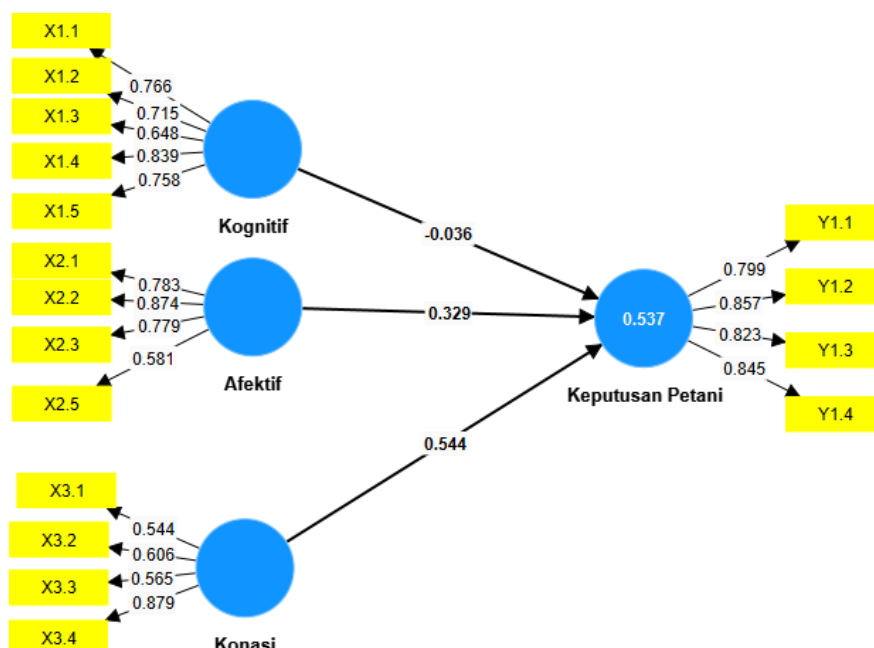 X1.1
X1.2
X1.3
X1.4
X1.5
0.766
0.715
0.648
0.839
0.758
Kognitif
X2.1
X2.2
X2.3
X2.5
0.783
0.874
0.779
0.581
Afektif
X3.1
X3.2
X3.3
X3.4
0.544
0.606
0.565
0.879
Konasi
-0.036
0.329
0.544
0.537
Keputusan Petani
0.799
0.857
0.823
0.845
Y1.1
Y1.2
Y1.3
Y1.4